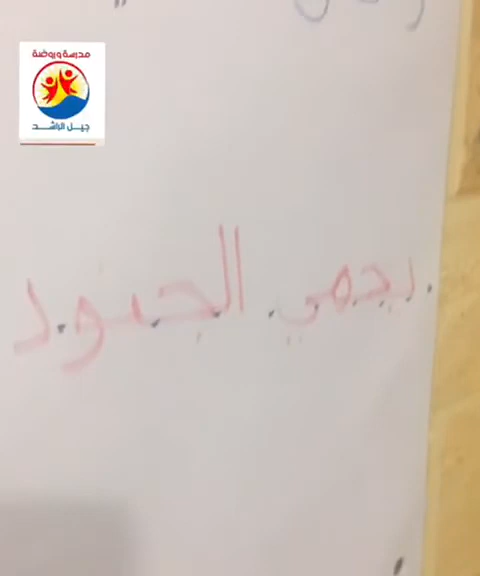 مدرسة وروضة
جيل الراشد
يحمي الجنود